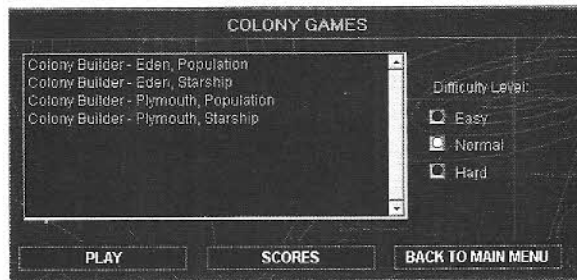 COLONY GAMES
Colony Builder - Eden, Population
Colony Builder - Eden, Starship
Colony Builder - Plymouth, Population
Colony Builder - Plymouth, Starship
Difficulty Level:
Easy
Normal
Hard
PLAY
SCORES
BACK TO MAIN MENU